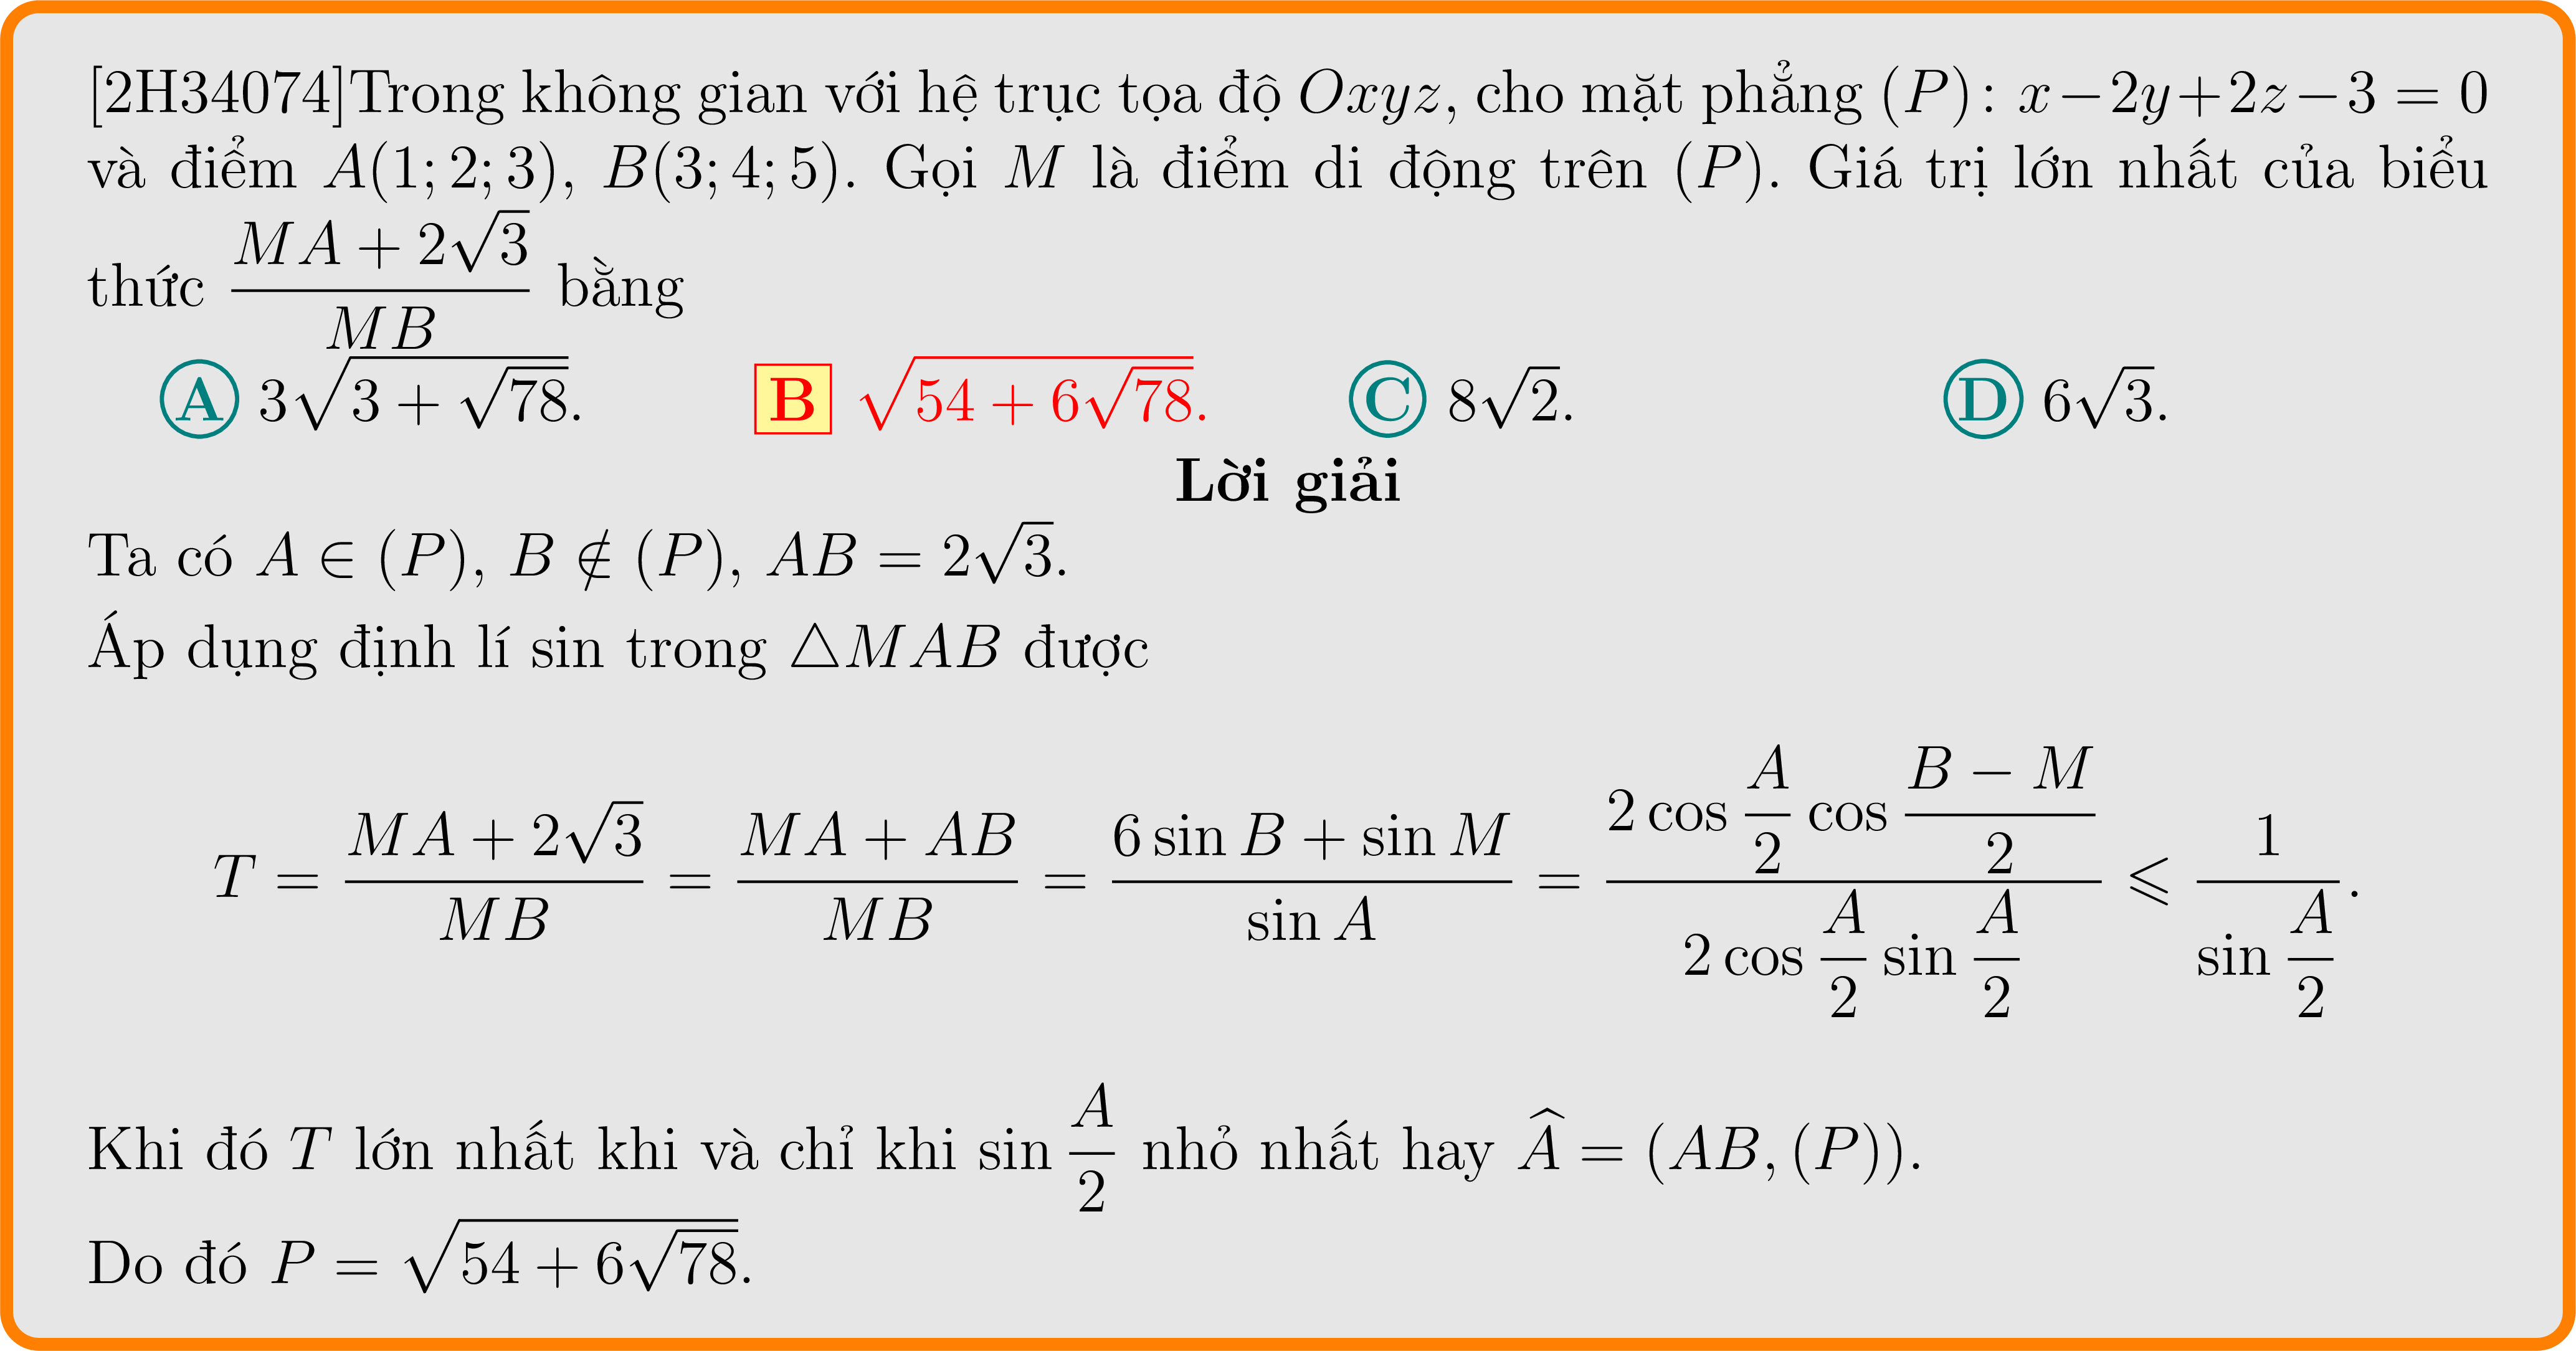 [2H34074]Trong không gian với hệ trục tọa độ Oxyz, cho mặt phẳng (P): x−2y+2z−3 = 0
và điểm A(1; 2; 3), B(3; 4; 5). Gọi M là điểm di động trên (P). Giá trị lớn nhất của biểu
thức \frac{MA + 2\sqrt{3}}{MB} bằng
A 3\sqrt{3 + \sqrt{78}}. B \sqrt{54 + 6\sqrt{78}}. C 8\sqrt{2}. D 6\sqrt{3}.
Lời giải
Ta có A ∈ (P), B ∉ (P), AB = 2\sqrt{3}.
Áp dụng định lí sin trong △MAB được
T = \frac{MA + 2\sqrt{3}}{MB} = \frac{MA + AB}{MB} = \frac{6 \sin B + \sin M}{\sin A} = \frac{2 \cos \frac{A}{2} \cos \frac{B − M}{2}}{2 \cos \frac{A}{2} \sin \frac{A}{2}} ⩽ \frac{1}{\sin \frac{A}{2}}.
Khi đó T lớn nhất khi và chỉ khi sin \frac{A}{2} nhỏ nhất hay \widehat{A} = (AB, (P)).
Do đó P = \sqrt{54 + 6\sqrt{78}}.